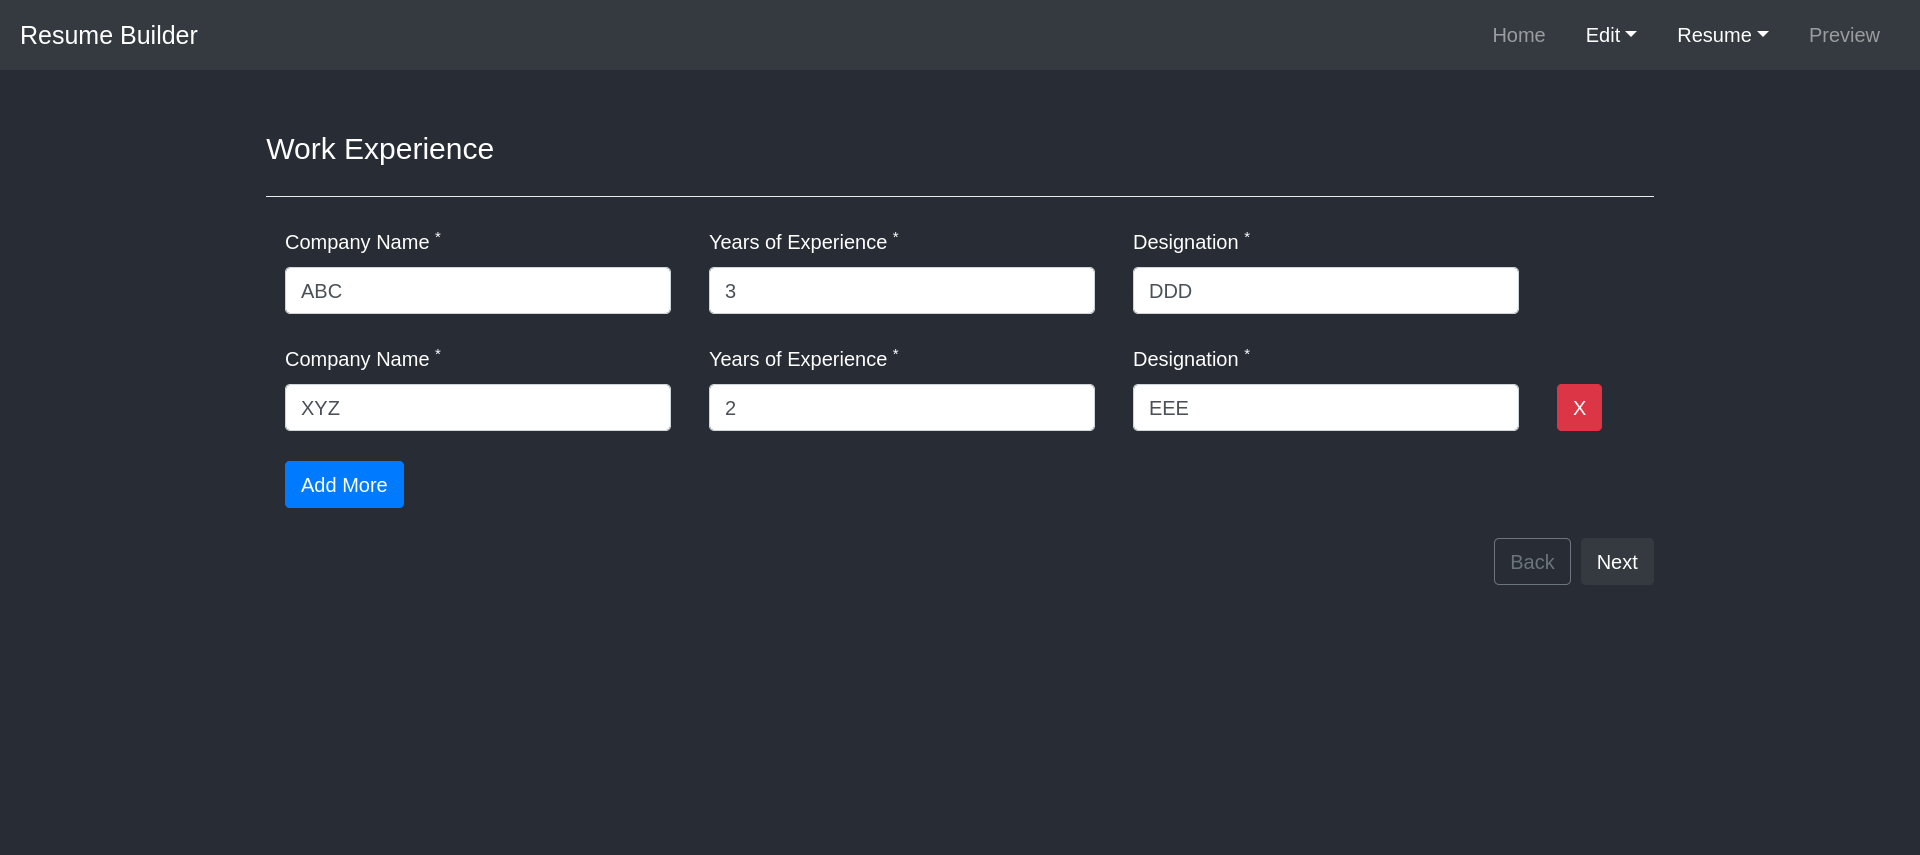 Resume Builder Home Edit Resume Preview
Work Experience
Company Name * Years of Experience * Designation *
ABC 3 DDD
Company Name * Years of Experience * Designation *
XYZ 2 EEE X
Add More
Back Next